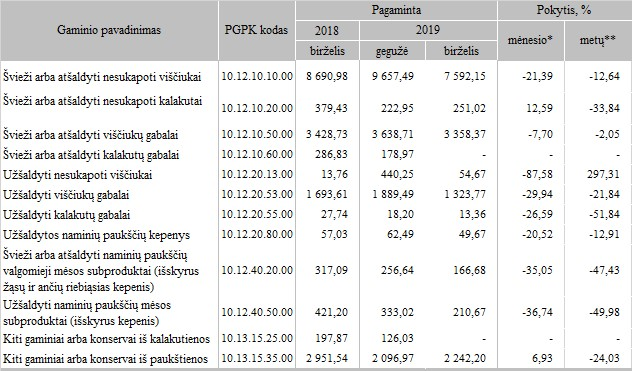 Gaminio pavadinimas PGPK kodas Pagaminta Pokytis, %
2018 2019 mėnesio* metų**
birželis gegužė birželis
Švieži arba atšaldyti nesukapoti viščiukai 10.12.10.10.00 8 690,98 9 657,49 7 592,15 -21,39 -12,64
Švieži arba atšaldyti nesukapoti kalakutai 10.12.10.20.00 379,43 222,95 251,02 12,59 -33,84
Švieži arba atšaldyti viščiukų gabalai 10.12.10.50.00 3 428,73 3 638,71 3 358,37 -7,70 -2,05
Švieži arba atšaldyti kalakutų gabalai 10.12.10.60.00 286,83 178,97 - - -
Užšaldyti nesukapoti viščiukai 10.12.20.13.00 13,76 440,25 54,67 -87,58 297,31
Užšaldyti viščiukų gabalai 10.12.20.53.00 1 693,61 1 889,49 1 323,77 -29,94 -21,84
Užšaldyti kalakutų gabalai 10.12.20.55.00 27,74 18,20 13,36 -26,59 -51,84
Užšaldytos naminių paukščių kepenys 10.12.20.80.00 57,03 62,49 49,67 -20,52 -12,91
Švieži arba atšaldyti naminių paukščių
valgomieji mėsos subproduktai (išskyrus
žąsų ir ančių riebiąsias kepenis) 10.12.40.20.00 317,09 256,64 166,68 -35,05 -47,43
Užšaldyti naminių paukščių mėsos
subproduktai (išskyrus kepenis) 10.12.40.50.00 421,20 333,02 210,67 -36,74 -49,98
Kiti gaminiai arba konservai iš kalakutienos 10.13.15.25.00 197,87 126,03 - - -
Kiti gaminiai arba konservai iš paukštienos 10.13.15.35.00 2 951,54 2 096,97 2 242,20 6,93 -24,03